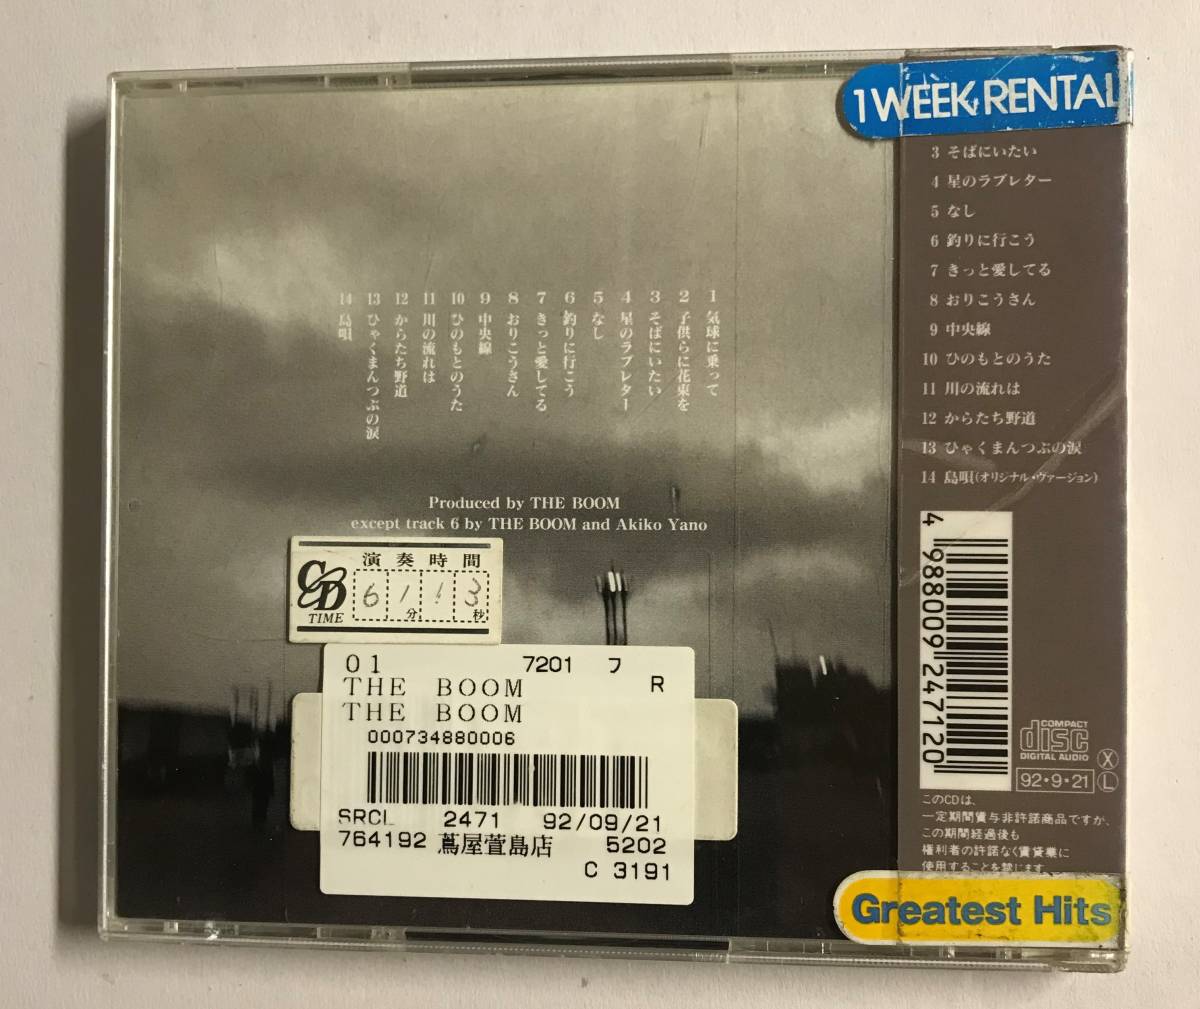 1 WEEK RENTAL
3 そばにいたい
4 星のラブレター
5 なし
6 釣りに行こう
7 きっと愛してる
8 おりこうさん
9 中央線
10 ひのもとのうた
11 川の流れは
12 からたち野道
13 ひゃくまんつぶの涙
14 島唄(オリジナル・ヴァージョン)
1 気球に乗って
2 子供らに花束を
3 そばにいたい
4 星のラブレター
5 なし
6 釣りに行こう
7 きっと愛してる
8 おりこうさん
9 中央線
10 ひのもとのうた
11 川の流れは
12 からたち野道
13 ひゃくまんつぶの涙
14 島唄
Produced by THE BOOM
except track 6 by THE BOOM and Akiko Yano
CD TIME
演奏時間
61分13秒
01 7201 フ
THE BOOM R
THE BOOM
000734880006
SRCL 2471 92/09/21
764192 蔦屋萱島店 5202
C 3191
4 988009 247120
COMPACT
disc
DIGITAL AUDIO
X
92・9・21 L
このCDは、
一定期間貸与非許諾商品ですが、
この期間経過後も
権利者の許諾なく賃貸業に
使用することを禁じます
Greatest Hits